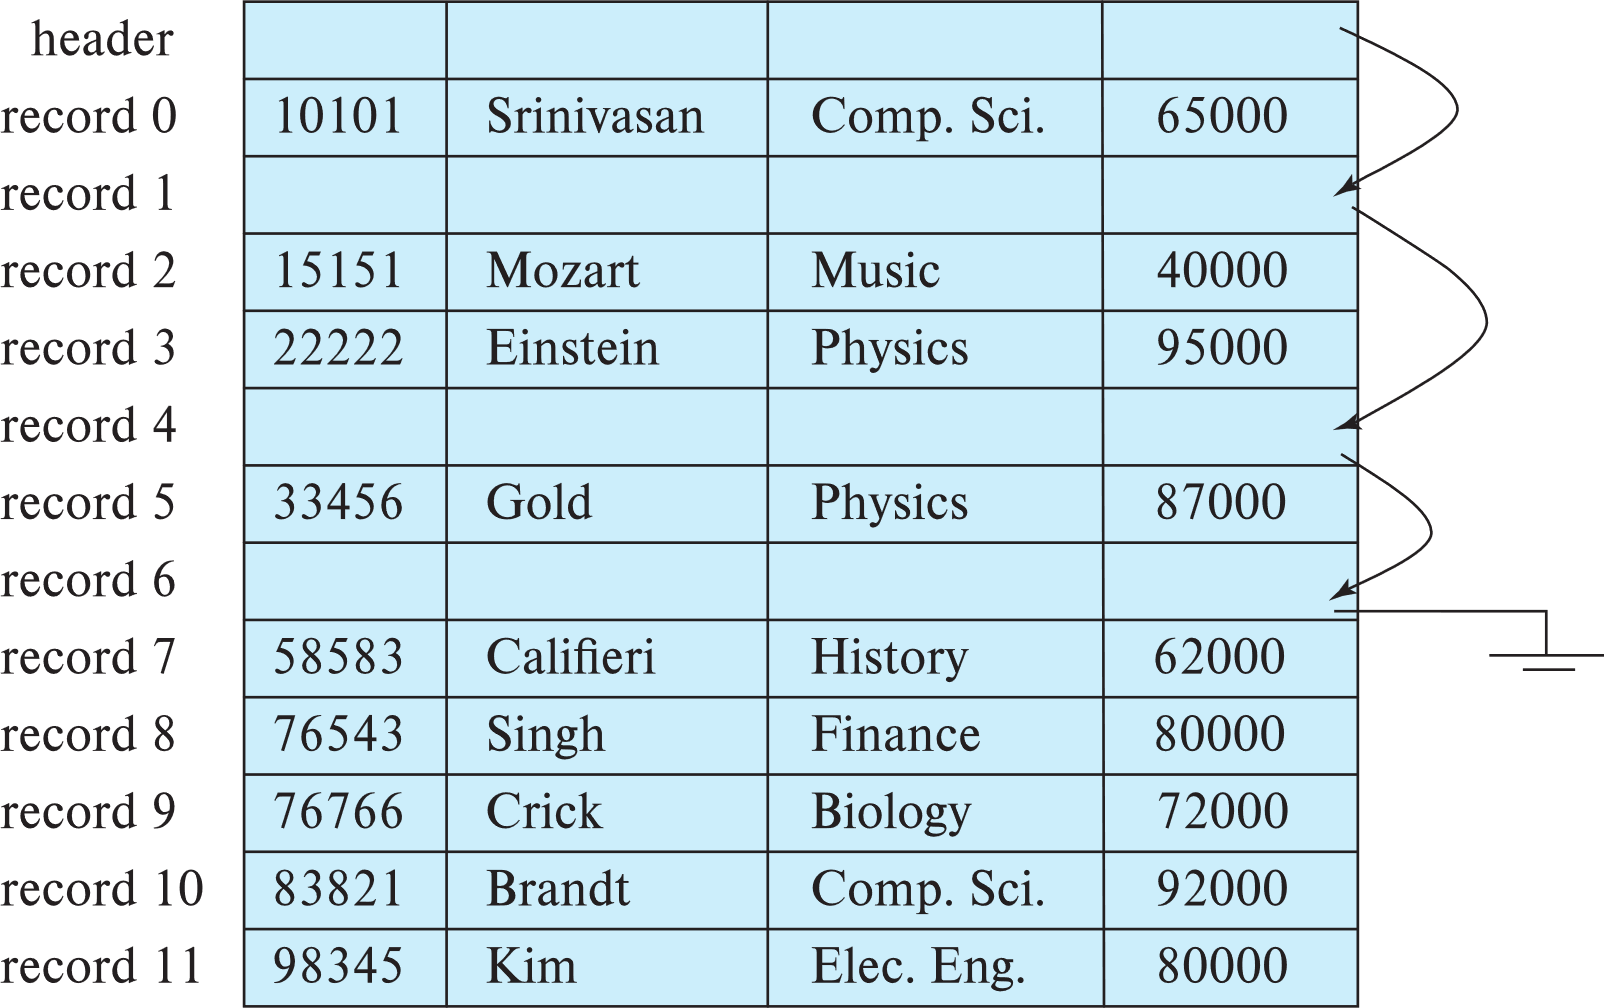 header
record 0 10101 Srinivasan Comp. Sci. 65000
record 1
record 2 15151 Mozart Music 40000
record 3 22222 Einstein Physics 95000
record 4
record 5 33456 Gold Physics 87000
record 6
record 7 58583 Califieri History 62000
record 8 76543 Singh Finance 80000
record 9 76766 Crick Biology 72000
record 10 83821 Brandt Comp. Sci. 92000
record 11 98345 Kim Elec. Eng. 80000